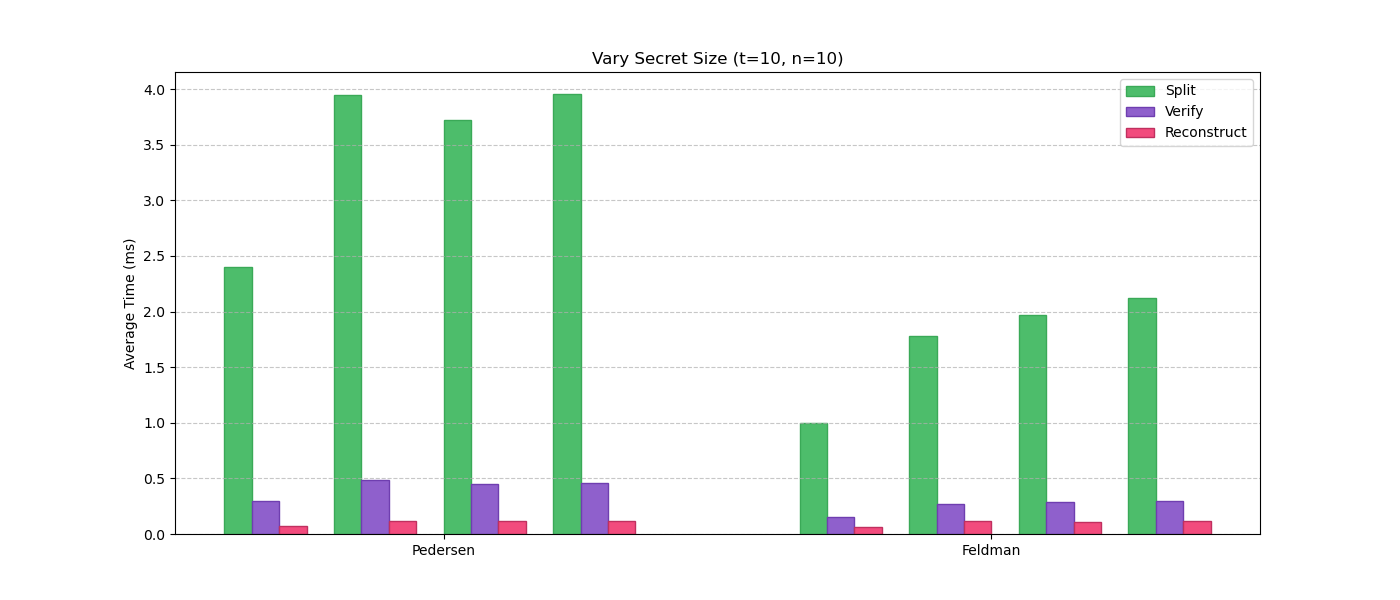 Vary Secret Size (t=10, n=10)
Split
Verify
Reconstruct
Average Time (ms)
4.0
3.5
3.0
2.5
2.0
1.5
1.0
0.5
0.0
Pedersen
Feldman